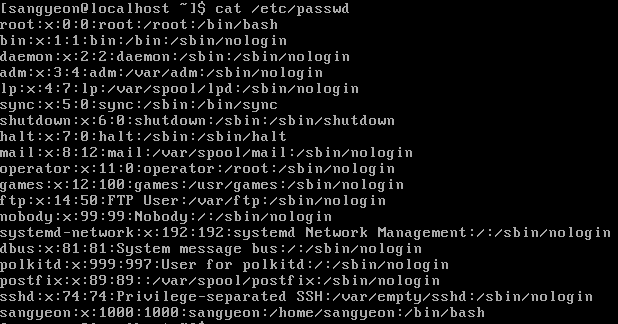 [sangyeon@localhost ~]$ cat /etc/passwd
root:x:0:0:root:/root:/bin/bash
bin:x:1:1:bin:/bin:/sbin/nologin
daemon:x:2:2:daemon:/sbin:/sbin/nologin
adm:x:3:4:adm:/var/adm:/sbin/nologin
lp:x:4:7:lp:/var/spool/lpd:/sbin/nologin
sync:x:5:0:sync:/sbin:/bin/sync
shutdown:x:6:0:shutdown:/sbin:/sbin/shutdown
halt:x:7:0:halt:/sbin:/sbin/halt
mail:x:8:12:mail:/var/spool/mail:/sbin/nologin
operator:x:11:0:operator:/root:/sbin/nologin
games:x:12:100:games:/usr/games:/sbin/nologin
ftp:x:14:50:FTP User:/var/ftp:/sbin/nologin
nobody:x:99:99:Nobody:/:/sbin/nologin
systemd-network:x:192:192:systemd Network Management:/:/sbin/nologin
dbus:x:81:81:System message bus:/:/sbin/nologin
polkitd:x:999:997:User for polkitd:/:/sbin/nologin
postfix:x:89:89::/var/spool/postfix:/sbin/nologin
sshd:x:74:74:Privilege-separated SSH:/var/empty/sshd:/sbin/nologin
sangyeon:x:1000:1000:sangyeon:/home/sangyeon:/bin/bash